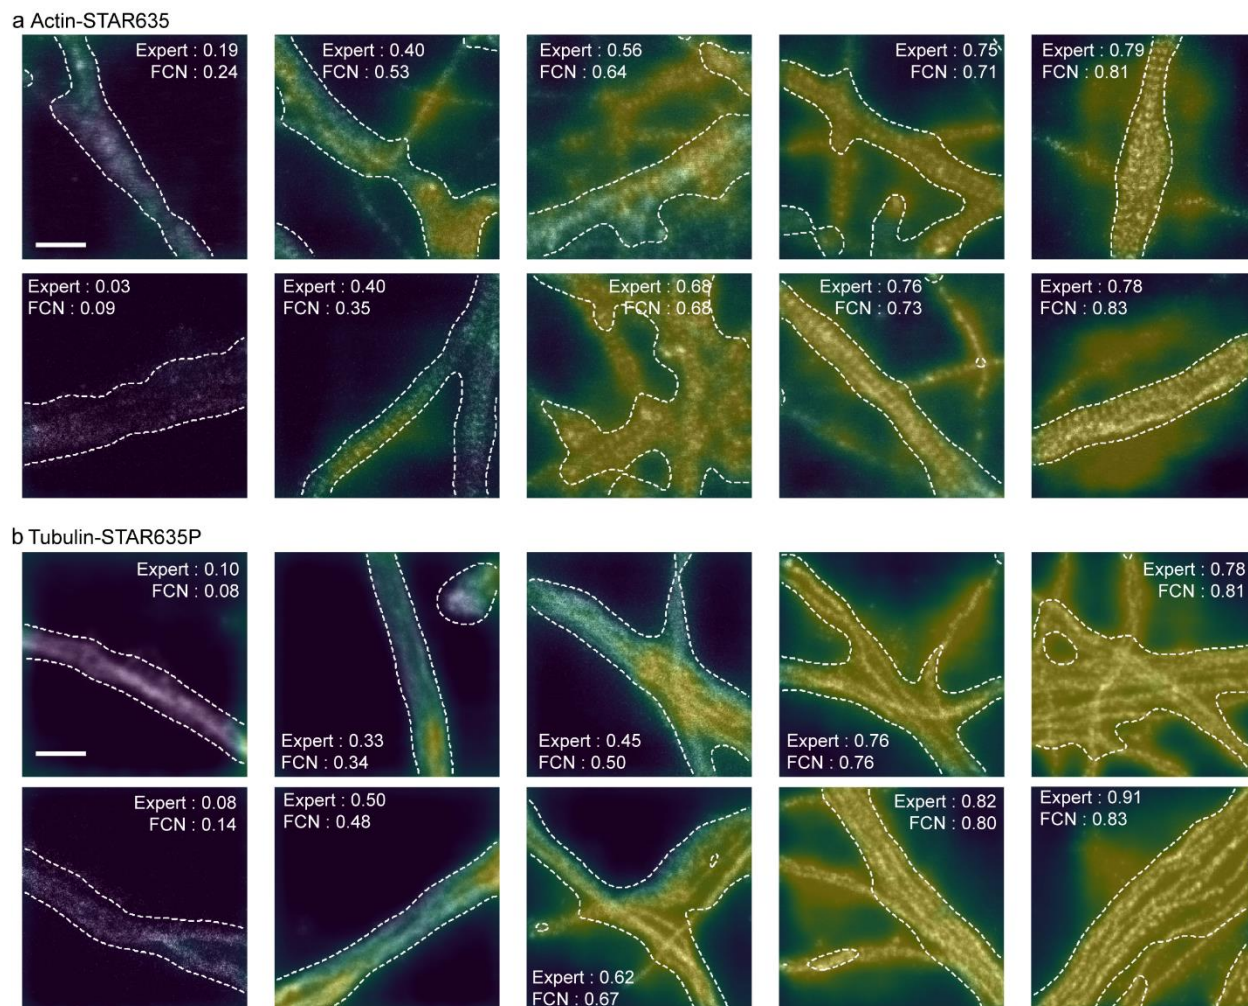 a Actin-STAR635
Expert : 0.19
FCN : 0.24
Expert : 0.40
FCN : 0.53
Expert : 0.56
FCN : 0.64
Expert : 0.75
FCN : 0.71
Expert : 0.79
FCN : 0.81
Expert : 0.03
FCN : 0.09
Expert : 0.40
FCN : 0.35
Expert : 0.68
FCN : 0.68
Expert : 0.76
FCN : 0.73
Expert : 0.78
FCN : 0.83
b Tubulin-STAR635P
Expert : 0.10
FCN : 0.08
Expert : 0.33
FCN : 0.34
Expert : 0.45
FCN : 0.50
Expert : 0.76
FCN : 0.76
Expert : 0.78
FCN : 0.81
Expert : 0.08
FCN : 0.14
Expert : 0.50
FCN : 0.48
Expert : 0.62
FCN : 0.67
Expert : 0.82
FCN : 0.80
Expert : 0.91
FCN : 0.83